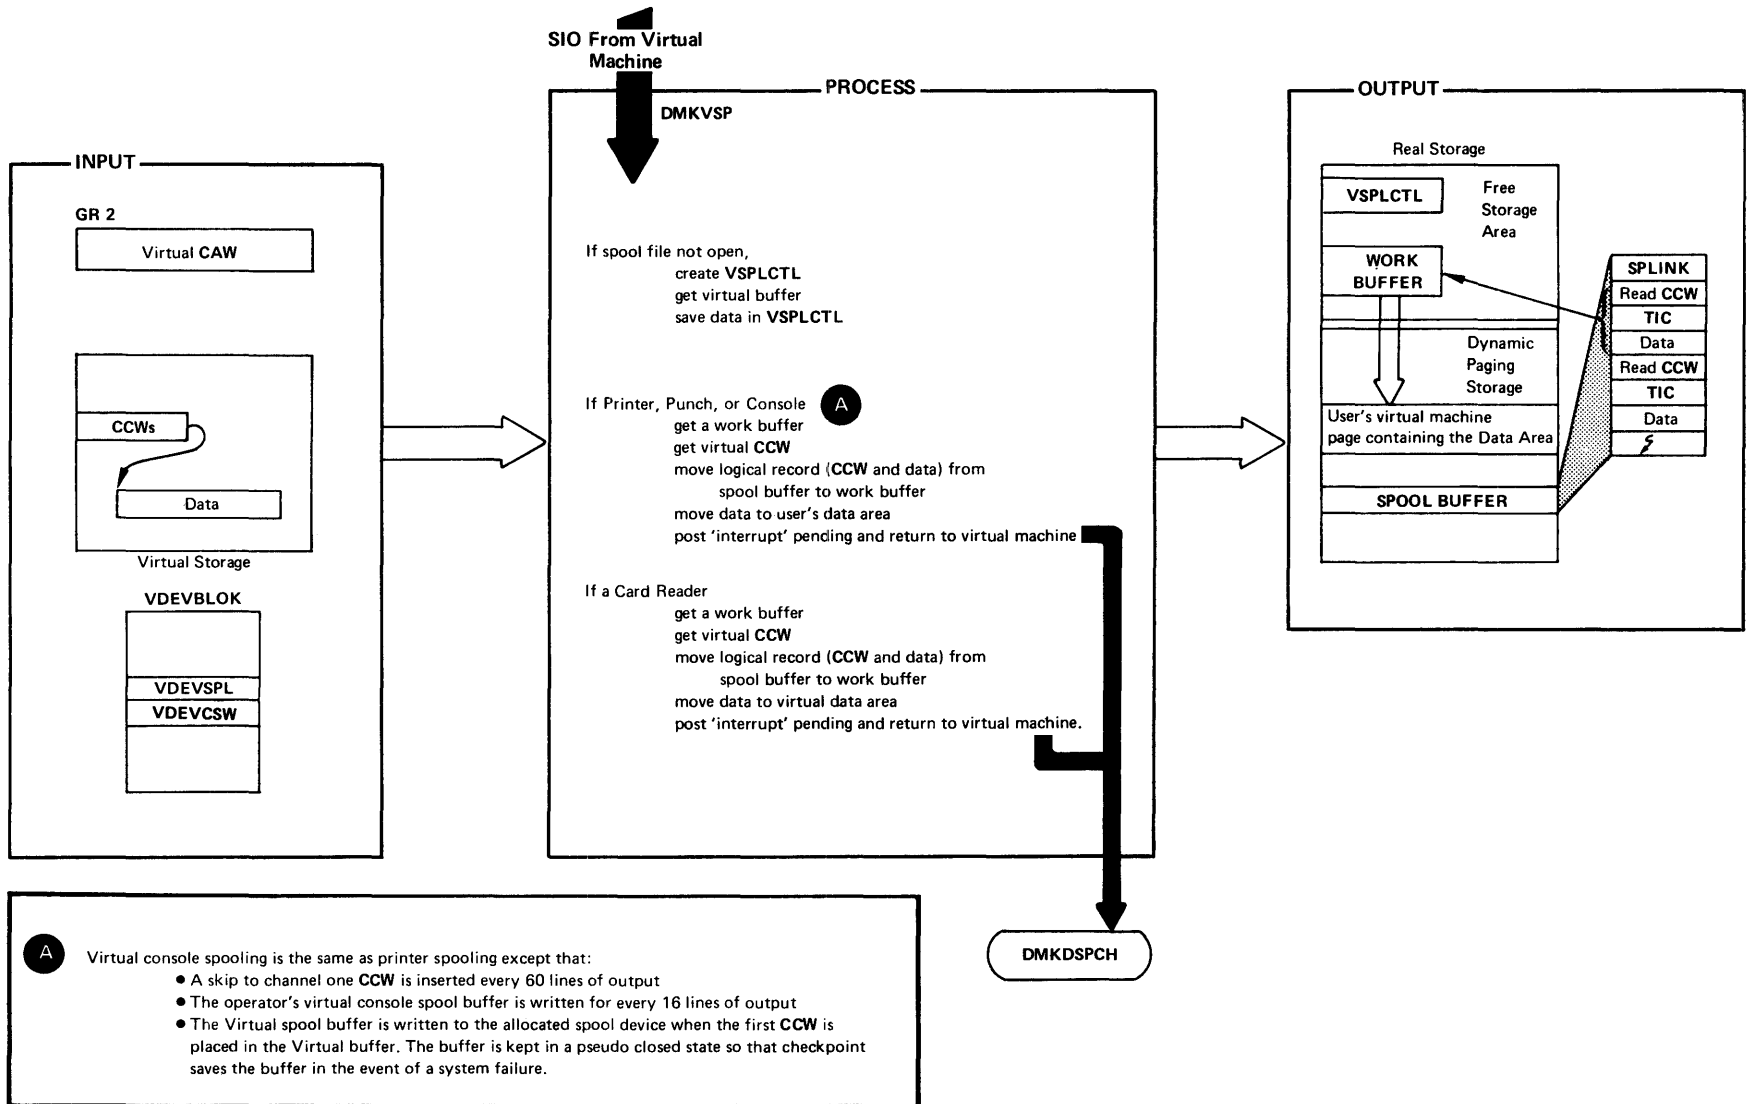 SIO From Virtual
Machine
PROCESS
DMKVSP
INPUT
GR 2
Virtual CAW
CCWs
Data
Virtual Storage
VDEVBLOK
VDEVSPL
VDEVCSW
If spool file not open,
create VSPLCTL
get virtual buffer
save data in VSPLCTL
If Printer, Punch, or Console A
get a work buffer
get virtual CCW
move logical record (CCW and data) from
spool buffer to work buffer
move data to user's data area
post 'interrupt' pending and return to virtual machine
If a Card Reader
get a work buffer
get virtual CCW
move logical record (CCW and data) from
spool buffer to work buffer
move data to virtual data area
post 'interrupt' pending and return to virtual machine.
DMKDSPCH
OUTPUT
Real Storage
VSPLCTL
Free
Storage
Area
WORK
BUFFER
Dynamic
Paging
Storage
User's virtual machine
page containing the Data Area
SPOOL BUFFER
SPLINK
Read CCW
TIC
Data
Read CCW
TIC
Data
A Virtual console spooling is the same as printer spooling except that:
● A skip to channel one CCW is inserted every 60 lines of output
● The operator's virtual console spool buffer is written for every 16 lines of output
● The Virtual spool buffer is written to the allocated spool device when the first CCW is
placed in the Virtual buffer. The buffer is kept in a pseudo closed state so that checkpoint
saves the buffer in the event of a system failure.